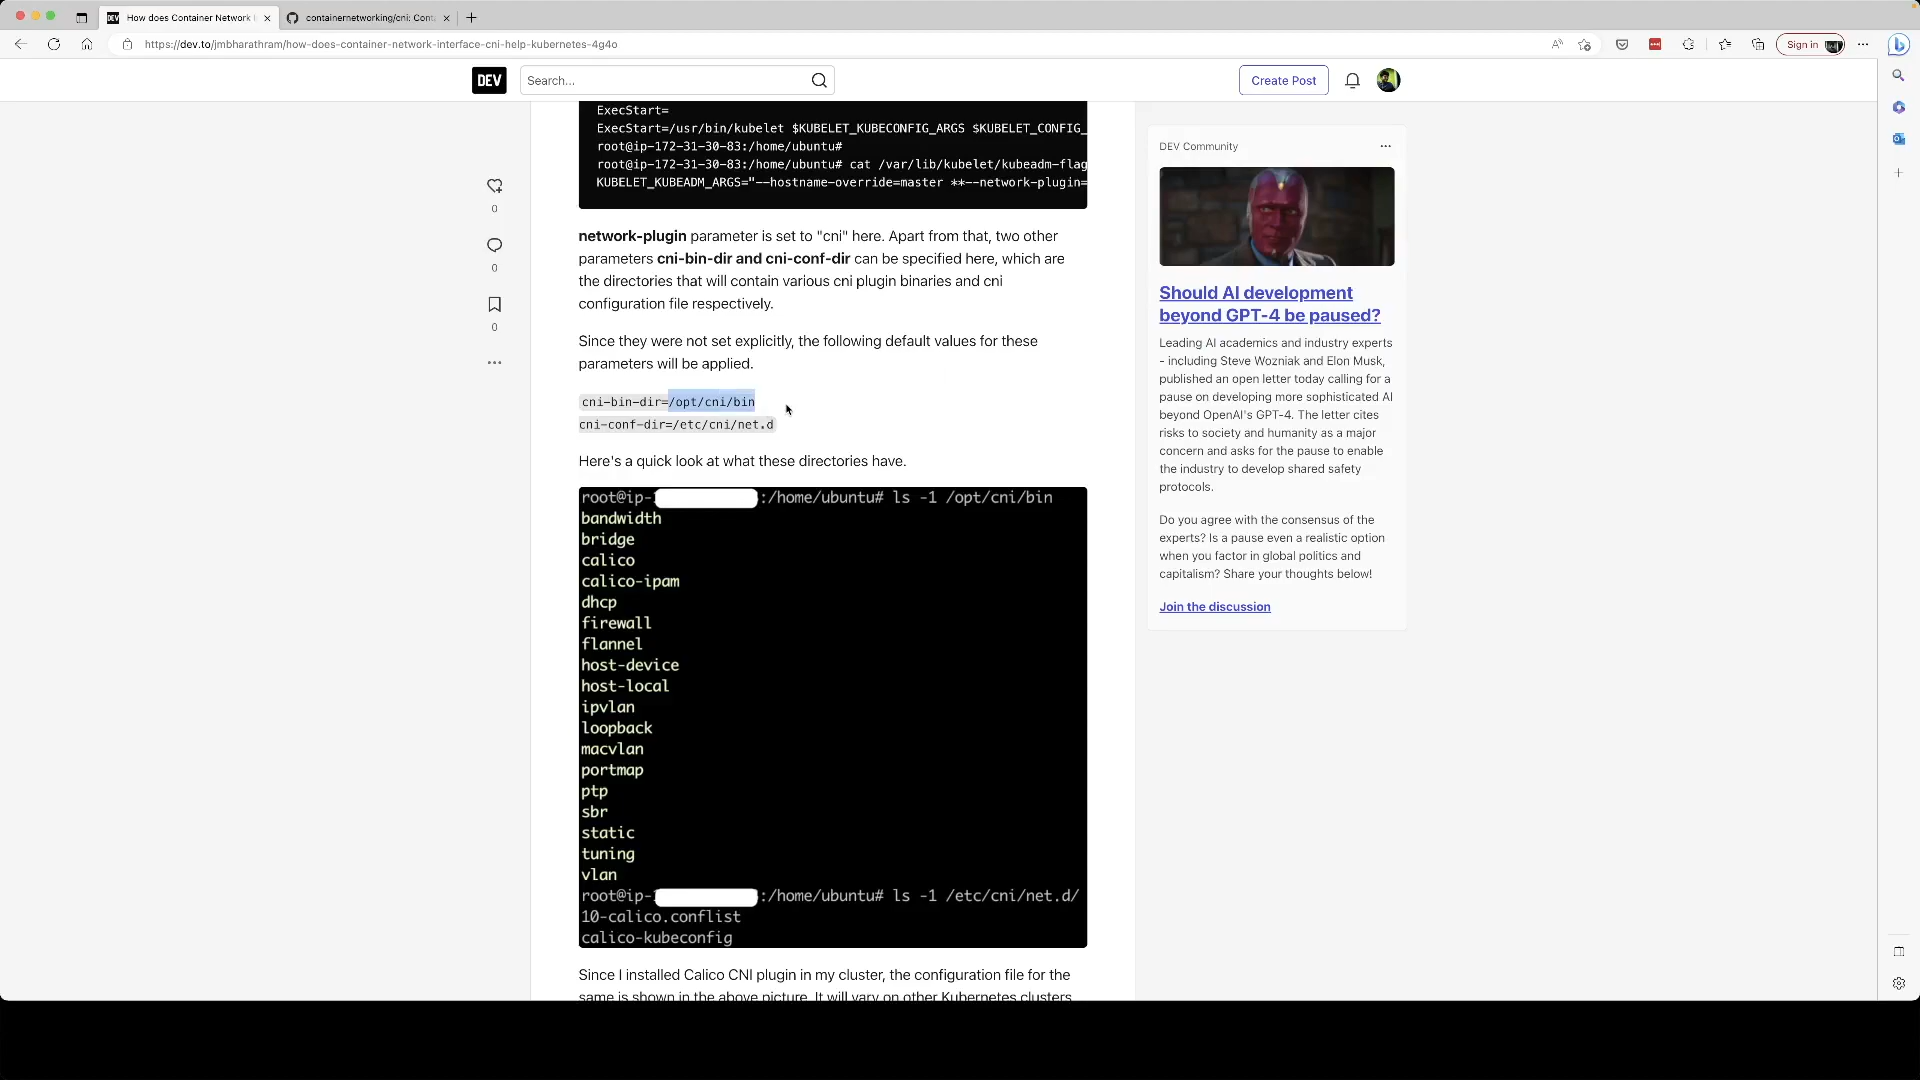 How does Container Network I
containernetworking/cni: Cont
https://dev.to/jmbharathram/how-does-container-network-interface-cni-help-kubernetes-4g4o
Sign in
DEV
Search...
Create Post
ExecStart=
ExecStart=/usr/bin/kubelet $KUBELET_KUBECONFIG_ARGS $KUBELET_CONFIG_
root@ip-172-31-30-83:/home/ubuntu#
root@ip-172-31-30-83:/home/ubuntu# cat /var/lib/kubelet/kubeadm-flag
KUBELET_KUBEADM_ARGS="--hostname-override=master **--network-plugin=
0
0
0
network-plugin parameter is set to "cni" here. Apart from that, two other
parameters cni-bin-dir and cni-conf-dir can be specified here, which are
the directories that will contain various cni plugin binaries and cni
configuration file respectively.
Since they were not set explicitly, the following default values for these
parameters will be applied.
cni-bin-dir=/opt/cni/bin
cni-conf-dir=/etc/cni/net.d
Here's a quick look at what these directories have.
root@ip- :/home/ubuntu# ls -1 /opt/cni/bin
bandwidth
bridge
calico
calico-ipam
dhcp
firewall
flannel
host-device
host-local
ipvlan
loopback
macvlan
portmap
ptp
sbr
static
tuning
vlan
root@ip- :/home/ubuntu# ls -1 /etc/cni/net.d/
10-calico.conflist
calico-kubeconfig
Since I installed Calico CNI plugin in my cluster, the configuration file for the
same is shown in the above picture. It will vary on other Kubernetes clusters
DEV Community
Should AI development
beyond GPT-4 be paused?
Leading AI academics and industry experts
- including Steve Wozniak and Elon Musk,
published an open letter today calling for a
pause on developing more sophisticated AI
beyond OpenAI's GPT-4. The letter cites
risks to society and humanity as a major
concern and asks for the pause to enable
the industry to develop shared safety
protocols.
Do you agree with the consensus of the
experts? Is a pause even a realistic option
when you factor in global politics and
capitalism? Share your thoughts below!
Join the discussion